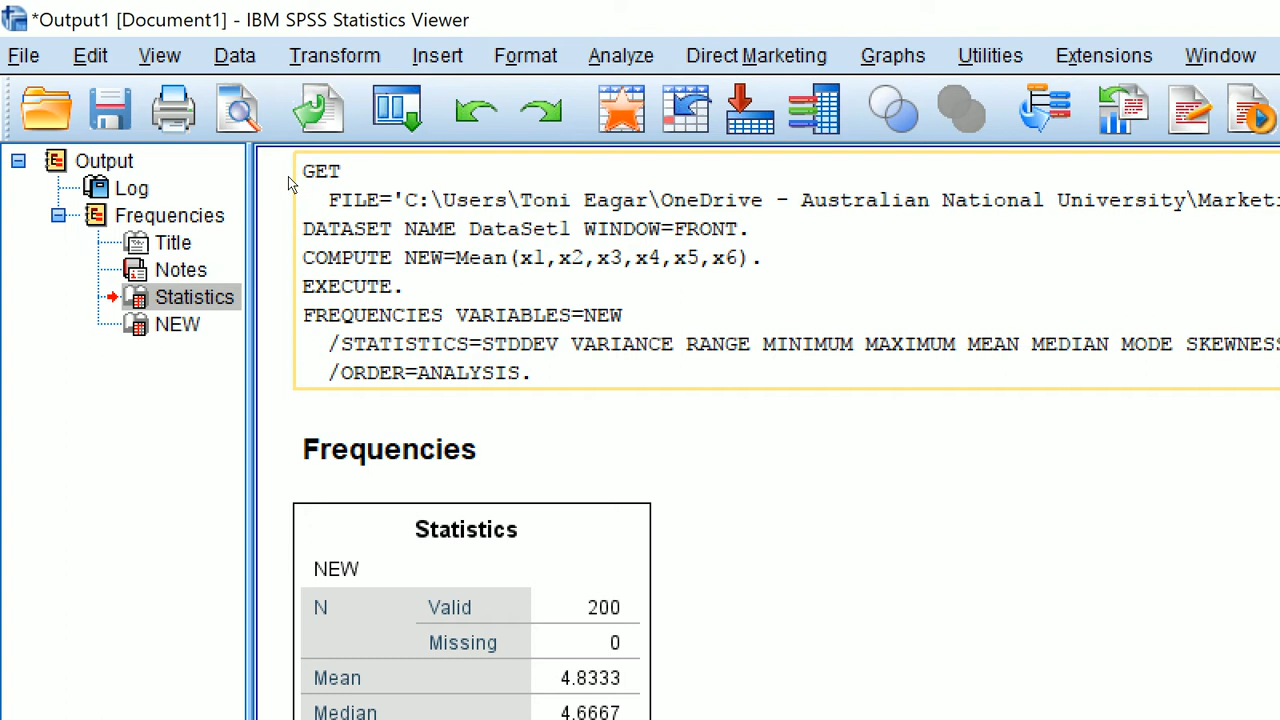 *Output1 [Document1] - IBM SPSS Statistics Viewer
File Edit View Data Transform Insert Format Analyze Direct Marketing Graphs Utilities Extensions Window
Output
Log
Frequencies
Title
Notes
Statistics
NEW
GET
FILE='C:\Users\Toni Eagar\OneDrive - Australian National University\Marketi
DATASET NAME DataSet1 WINDOW=FRONT.
COMPUTE NEW=Mean(x1,x2,x3,x4,x5,x6).
EXECUTE.
FREQUENCIES VARIABLES=NEW
/STATISTICS=STDDEV VARIANCE RANGE MINIMUM MAXIMUM MEAN MEDIAN MODE SKEWNESS
/ORDER=ANALYSIS.
Frequencies
Statistics
NEW
N Valid 200
Missing 0
Mean 4.8333
Median 4.6667